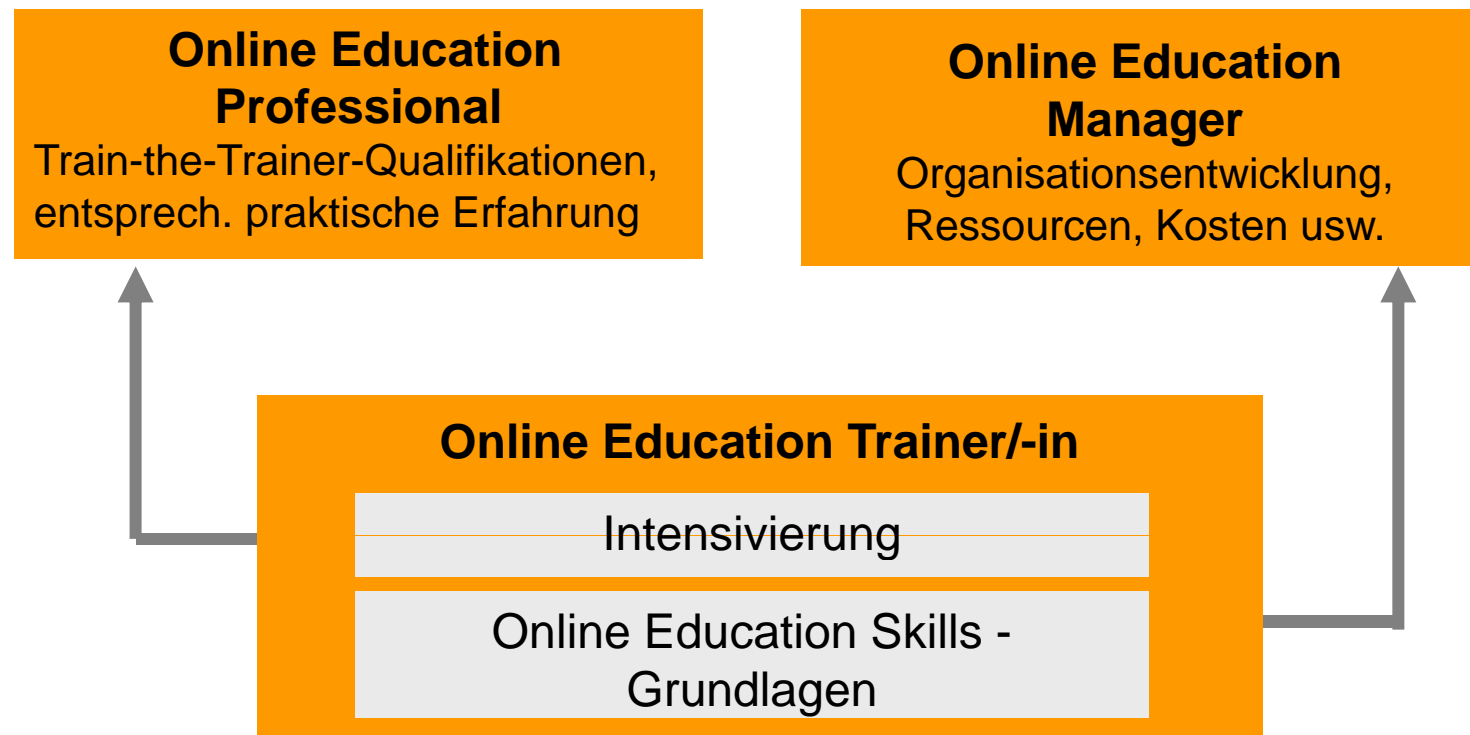 Online Education
Professional
Train-the-Trainer-Qualifikationen,
entsprech. praktische Erfahrung
Online Education
Manager
Organisationsentwicklung,
Ressourcen, Kosten usw.
Online Education Trainer/-in
Intensivierung
Online Education Skills -
Grundlagen